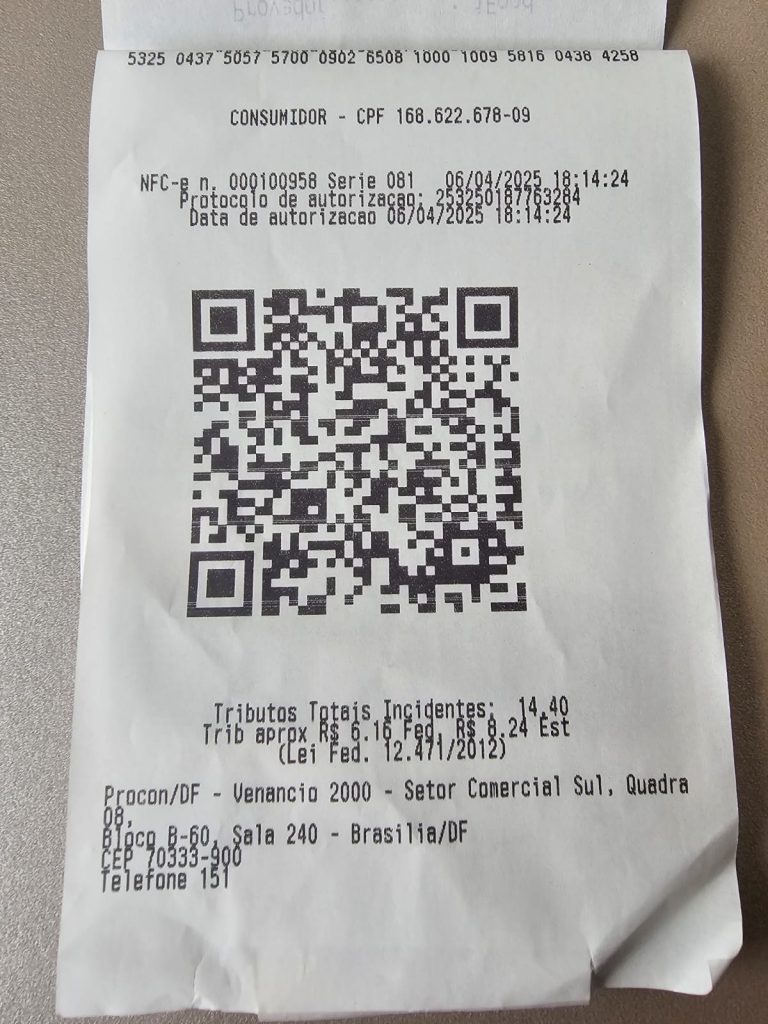 5325 0437 5057 5700 0902 6508 1000 1009 5816 0438 4258
CONSUMIDOR - CPF 168.622.678-09
NFC-e n. 000100958 Serie 081 06/04/2025 18:14:24
Protocolo de autorizacao: 253250187763284
Data de autorizacao 06/04/2025 18:14:24
Tributos Totais Incidentes: 14.40
Trib aprox R$ 6.16 Fed, R$ 8.24 Est
(Lei Fed. 12.471/2012)
Procon/DF - Venancio 2000 - Setor Comercial Sul, Quadra
08,
Bloco B-60, Sala 240 - Brasilia/DF
CEP 70333-900
Telefone 151